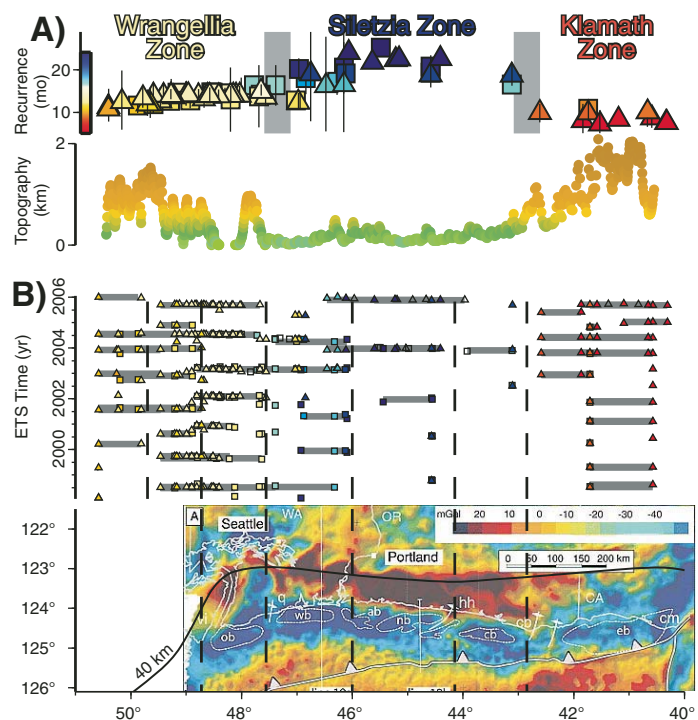 A)
Wrangellia
Zone
Siletzia Zone
Klamath
Zone
Recurrence
(mo)
20
10
Topography
(km)
2
0
B)
ETS Time (yr)
2006
2004
2002
2000
A
WA
OR
mGal
20
10
0
-10
-20
-30
-40
Seattle
Portland
0
50
100
150
200 km
122°
123°
124°
125°
126°
q
wb
ab
nb
hh
cb
cb
CA
eb
cm
ob
40 km
50°
48
46
44
42
40°